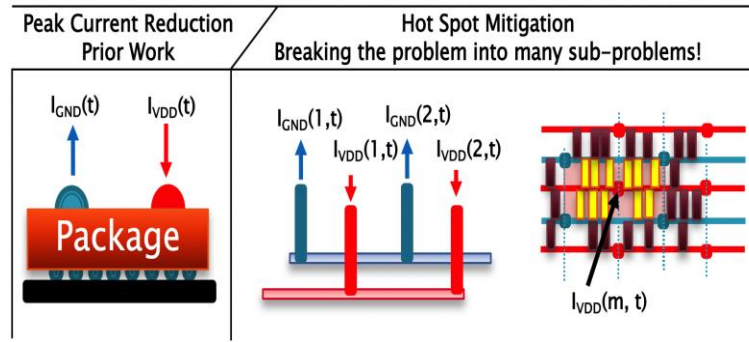 Peak Current Reduction
Prior Work
Hot Spot Mitigation
Breaking the problem into many sub-problems!
IGND(t)
IVDD(t)
Package
IGND(1,t)
IGND(2,t)
IVDD(1,t)
IVDD(2,t)
IVDD(m, t)